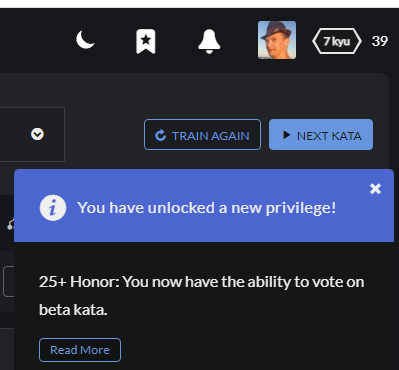 7 kyu 39
TRAIN AGAIN NEXT KATA
You have unlocked a new privilege!
25+ Honor: You now have the ability to vote on
beta kata.
Read More